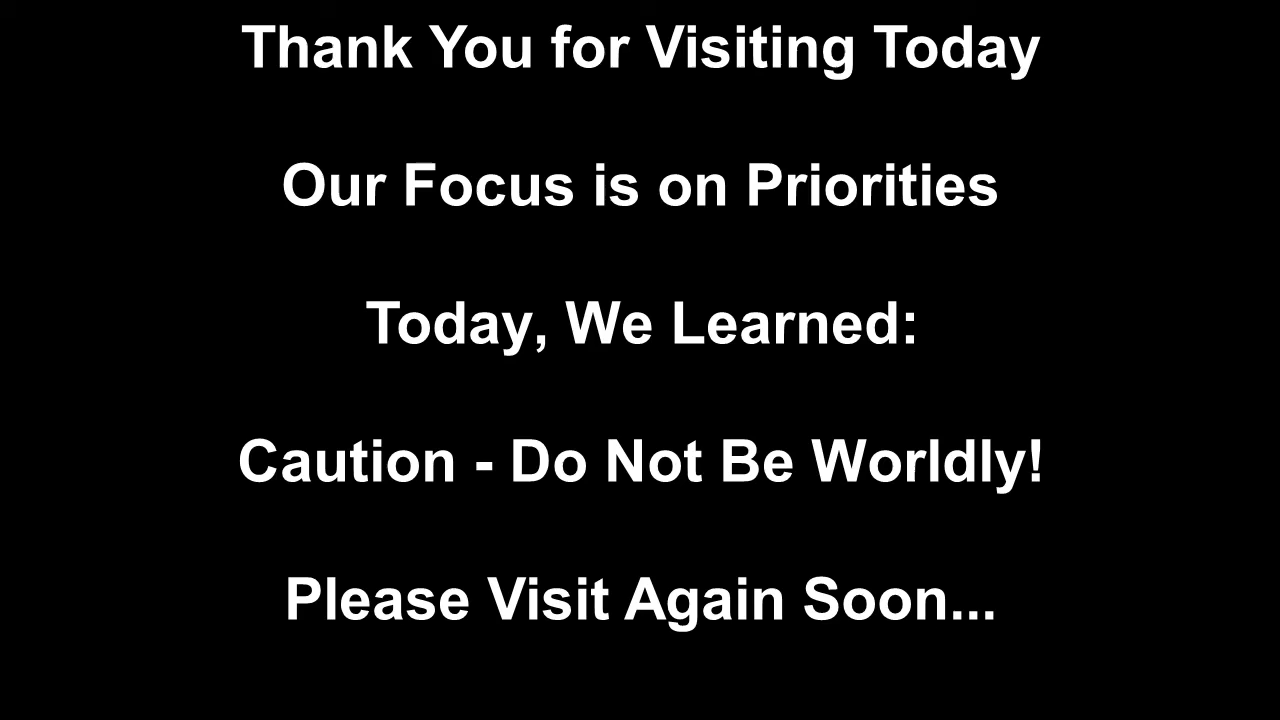 Thank You for Visiting Today
Our Focus is on Priorities
Today, We Learned:
Caution - Do Not Be Worldly!
Please Visit Again Soon...